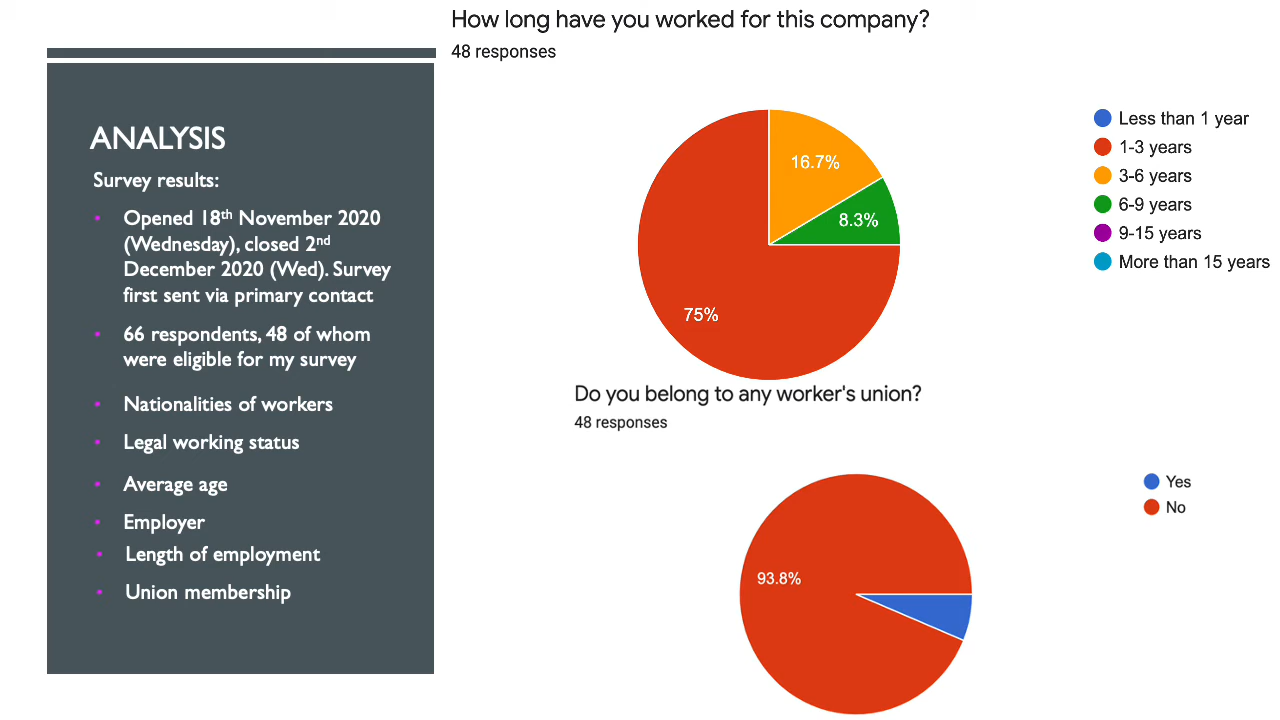 ANALYSIS
Survey results:
• Opened 18th November 2020
(Wednesday), closed 2nd
December 2020 (Wed). Survey
first sent via primary contact
• 66 respondents, 48 of whom
were eligible for my survey
• Nationalities of workers
• Legal working status
• Average age
• Employer
• Length of employment
• Union membership
How long have you worked for this company?
48 responses
16.7%
8.3%
75%
Less than 1 year
1-3 years
3-6 years
6-9 years
9-15 years
More than 15 years
Do you belong to any worker's union?
48 responses
93.8%
Yes
No